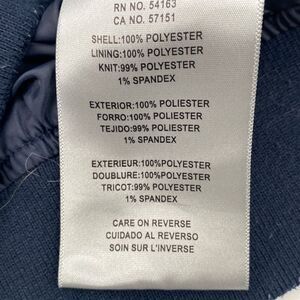 RN NO. 54163
CA NO. 57151
SHELL:100% POLYESTER
LINING:100% POLYESTER
KNIT:99% POLYESTER
1% SPANDEX
EXTERIOR:100% POLIESTER
FORRO:100% POLIESTER
TEJIDO:99% POLIESTER
1% SPANDEX
EXTERIEUR:100%POLYESTER
DOUBLURE:100%POLYESTER
TRICOT:99% POLYESTER
1% SPANDEX
CARE ON REVERSE
CUIDADO AL REVERSO
SOIN SUR L'INVERSE